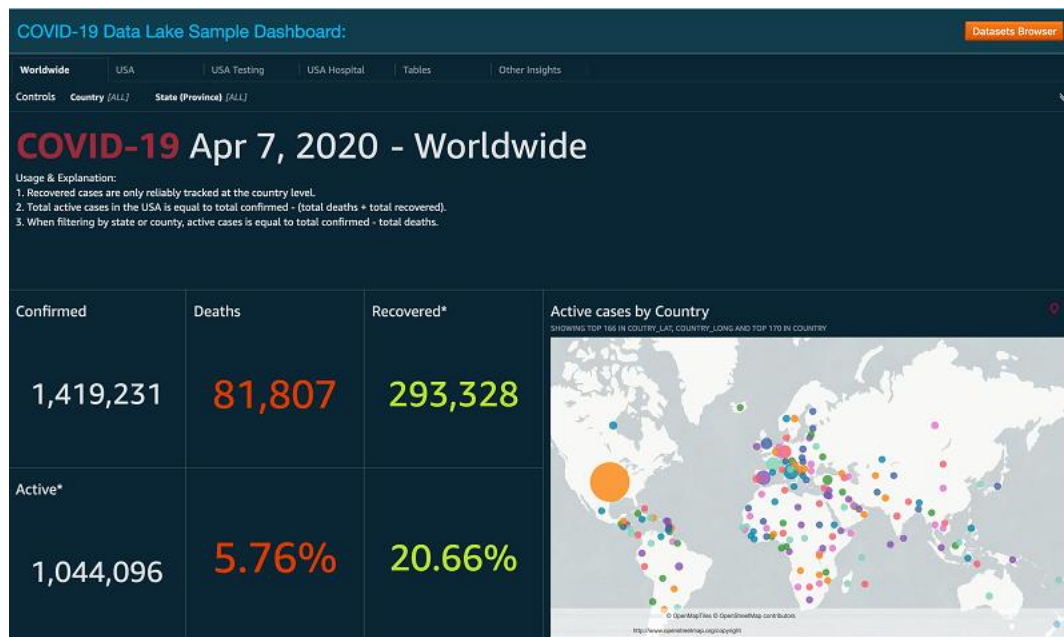 COVID-19 Data Lake Sample Dashboard:
Datasets Browser
Worldwide USA USA Testing USA Hospital Tables Other Insights
Controls Country [ALL] State (Province) [ALL]
COVID-19 Apr 7, 2020 - Worldwide
Usage & Explanation:
1. Recovered cases are only reliably tracked at the country level.
2. Total active cases in the USA is equal to total confirmed - (total deaths + total recovered).
3. When filtering by state or county, active cases is equal to total confirmed - total deaths.
Confirmed
1,419,231
Deaths
81,807
Recovered*
293,328
Active*
1,044,096
5.76%
20.66%
Active cases by Country
SHOWING TOP 166 IN COUTRY_LAT, COUNTRY_LONG AND TOP 170 IN COUNTRY
© OpenMapTiles © OpenStreetMap contributors
http://www.openstreetmap.org/copyright